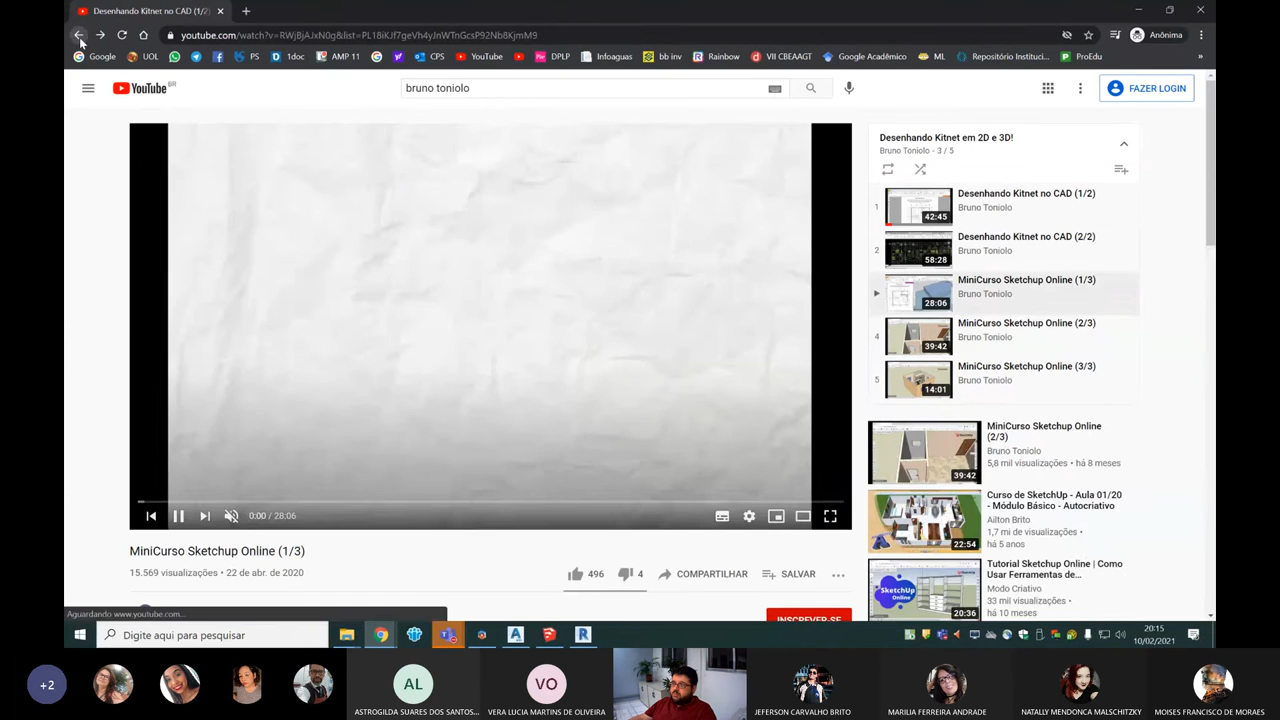 Desenhando Kitnet no CAD (1/2)
youtube.com/watch?v=RWjBjAJxN0g&list=PL18iKJf7geVh4yJnWTnGcsP92Nb8KjmM9
Anônima
Google
UOL
PS
1doc
AMP 11
CPS
YouTube
DPLP
Infoaguas
bb inv
Rainbow
VII CBEAAGT
Google Acadêmico
ML
Repositório Instituci...
ProEdu
YouTube BR
bruno toniolo
FAZER LOGIN
Desenhando Kitnet em 2D e 3D!
Bruno Toniolo - 3 / 5
1
42:45
Desenhando Kitnet no CAD (1/2)
Bruno Toniolo
2
58:28
Desenhando Kitnet no CAD (2/2)
Bruno Toniolo
28:06
MiniCurso Sketchup Online (1/3)
Bruno Toniolo
4
39:42
MiniCurso Sketchup Online (2/3)
Bruno Toniolo
5
14:01
MiniCurso Sketchup Online (3/3)
Bruno Toniolo
39:42
MiniCurso Sketchup Online
(2/3)
Bruno Toniolo
5,8 mil visualizações • há 8 meses
22:54
Curso de SketchUp - Aula 01/20
- Módulo Básico - Autocriativo
Ailton Brito
1,7 mi de visualizações •
há 5 anos
SketchUp
Online
20:36
Tutorial Sketchup Online | Como
Usar Ferramentas de...
Modo Criativo
33 mil visualizações •
há 10 meses
0:00 / 28:06
MiniCurso Sketchup Online (1/3)
15.569 visualizações • 22 de abr. de 2020
496
4
COMPARTILHAR
SALVAR
INSCREVER-SE
Aguardando www.youtube.com...
Digite aqui para pesquisar
20:15
10/02/2021
+2
AL
ASTROGILDA SUARES DOS SANTOS...
VO
VERA LUCIA MARTINS DE OLIVEIRA
JEFERSON CARVALHO BRITO
MARILIA FERREIRA ANDRADE
NATALLY MENDONCA MALSCHITZKY
MOISES FRANCISCO DE MORAES